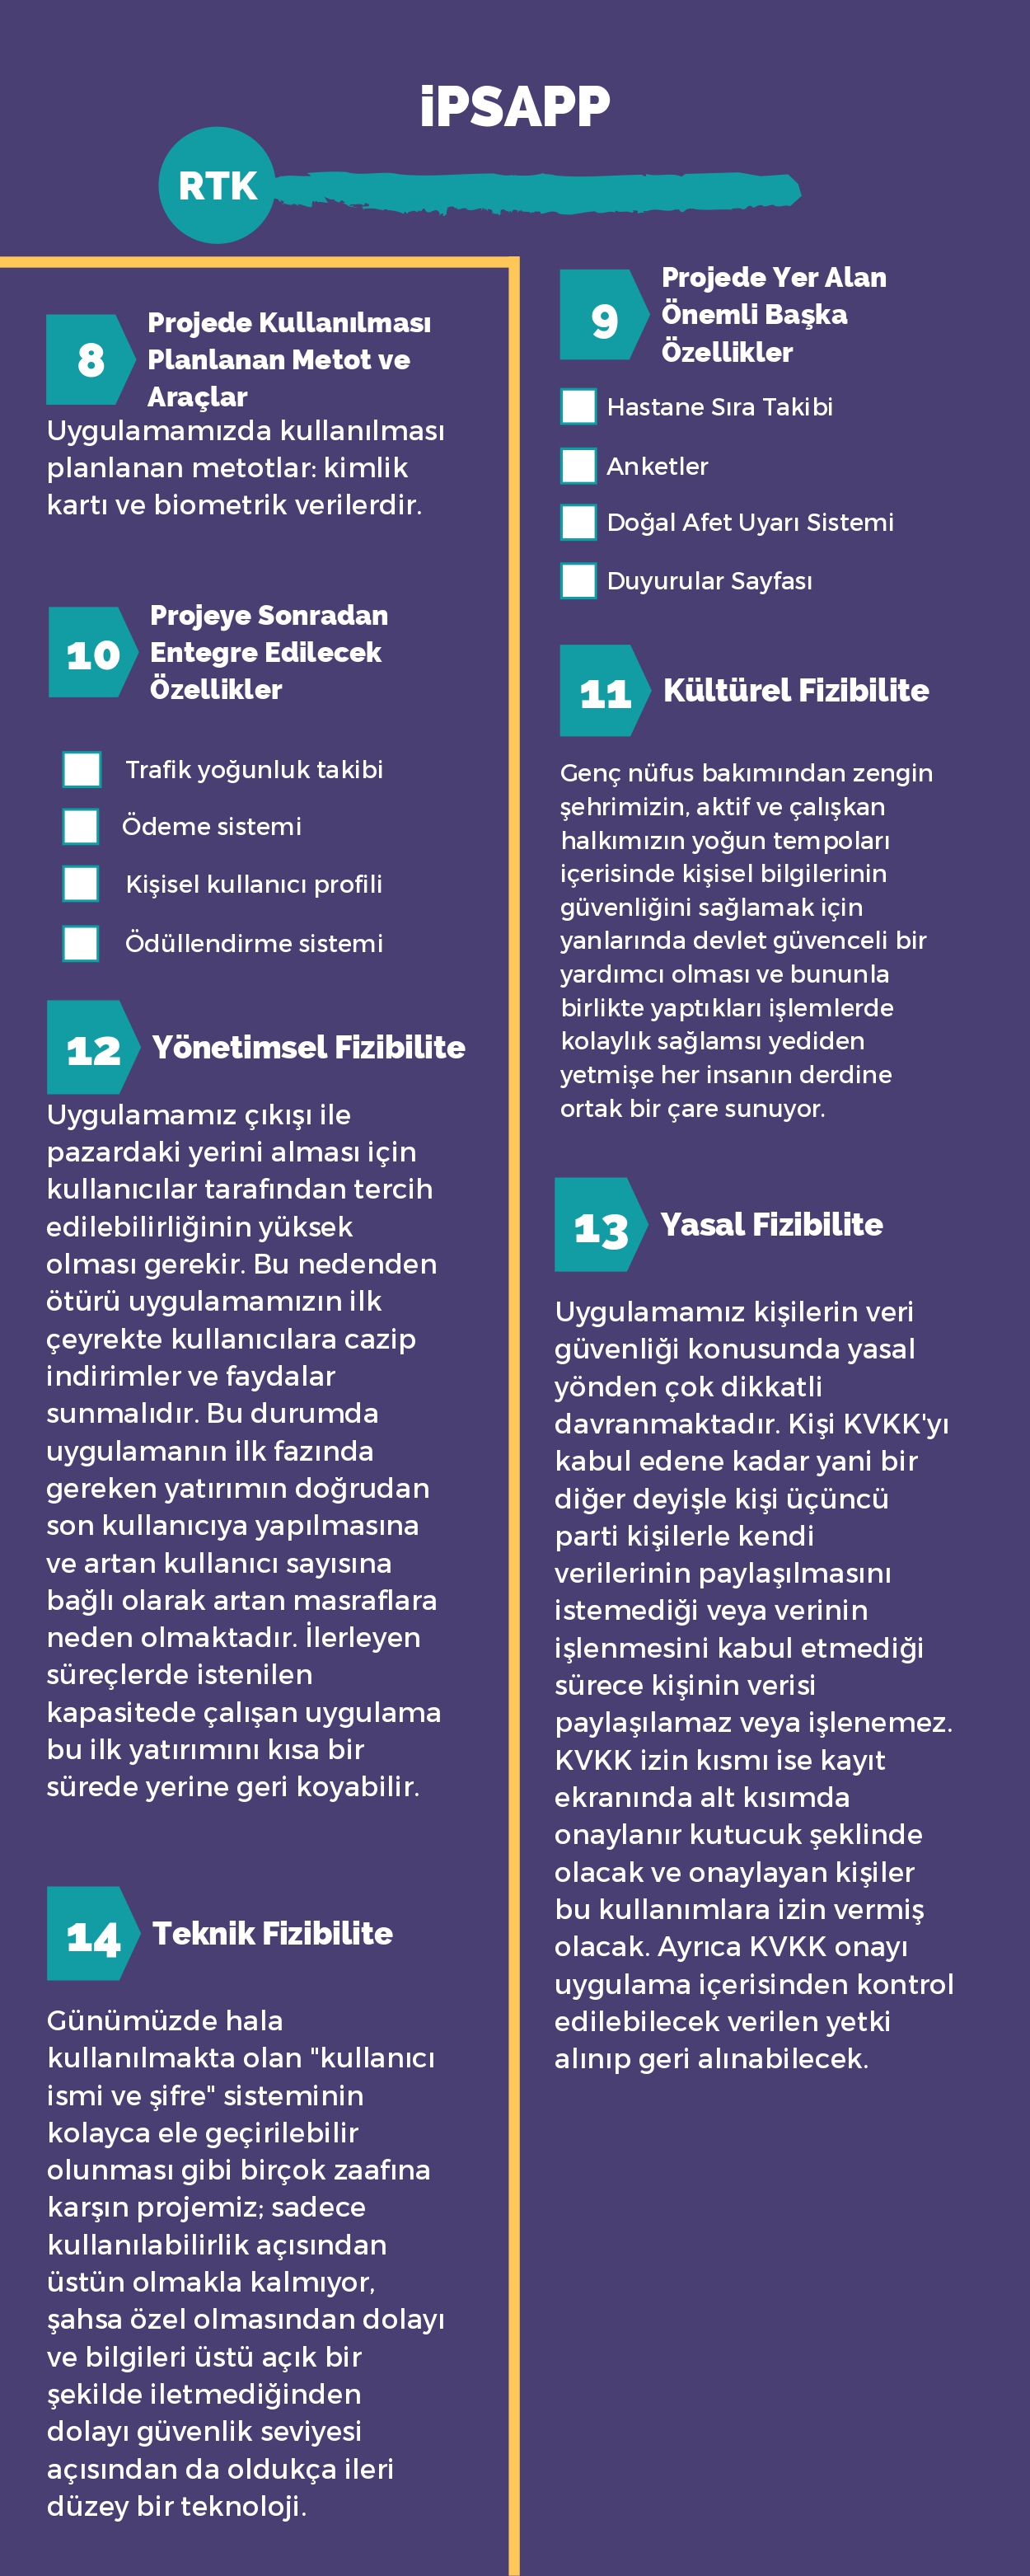 iPSAPP
RTK
8
Projede Kullanılması
Planlanan Metot ve
Araçlar
Uygulamamızda kullanılması
planlanan metotlar: kimlik
kartı ve biometrik verilerdir.
9
Projede Yer Alan
Önemli Başka
Özellikler
Hastane Sıra Takibi
Anketler
Doğal Afet Uyarı Sistemi
Duyurular Sayfası
10
Projeye Sonradan
Entegre Edilecek
Özellikler
Trafik yoğunluk takibi
Ödeme sistemi
Kişisel kullanıcı profili
Ödüllendirme sistemi
11
Kültürel Fizibilite
Genç nüfus bakımından zengin
şehrimizin, aktif ve çalışkan
halkımızın yoğun tempoları
içerisinde kişisel bilgilerinin
güvenliğini sağlamak için
yanlarında devlet güvenceli bir
yardımcı olması ve bununla
birlikte yaptıkları işlemlerde
kolaylık sağlamsı yediden
yetmişe her insanın derdine
ortak bir çare sunuyor.
12
Yönetimsel Fizibilite
Uygulamamız çıkışı ile
pazardaki yerini alması için
kullanıcılar tarafından tercih
edilebilirliğinin yüksek
olması gerekir. Bu nedenden
ötürü uygulamamızın ilk
çeyrekte kullanıcılara cazip
indirimler ve faydalar
sunmalıdır. Bu durumda
uygulamanın ilk fazında
gereken yatırımın doğrudan
son kullanıcıya yapılmasına
ve artan kullanıcı sayısına
bağlı olarak artan masraflara
neden olmaktadır. İlerleyen
süreçlerde istenilen
kapasitede çalışan uygulama
bu ilk yatırımını kısa bir
sürede yerine geri koyabilir.
13
Yasal Fizibilite
Uygulamamız kişilerin veri
güvenliği konusunda yasal
yönden çok dikkatli
davranmaktadır. Kişi KVKK'yı
kabul edene kadar yani bir
diğer deyişle kişi üçüncü
parti kişilerle kendi
verilerinin paylaşılmasını
istemediği veya verinin
işlenmesini kabul etmediği
sürece kişinin verisi
paylaşılamaz veya işlenemez.
KVKK izin kısmı ise kayıt
ekranında alt kısımda
onaylanır kutucuk şeklinde
olacak ve onaylayan kişiler
bu kullanımlara izin vermiş
olacak. Ayrıca KVKK onayı
uygulama içerisinden kontrol
edilebilecek verilen yetki
alınıp geri alınabilecek.
14
Teknik Fizibilite
Günümüzde hala
kullanılmakta olan "kullanıcı
ismi ve şifre" sisteminin
kolayca ele geçirilebilir
olunması gibi birçok zaafına
karşın projemiz; sadece
kullanılabilirlik açısından
üstün olmakla kalmıyor,
şahsa özel olmasından dolayı
ve bilgileri üstü açık bir
şekilde iletmediğinden
dolayı güvenlik seviyesi
açısından da oldukça ileri
düzey bir teknoloji.